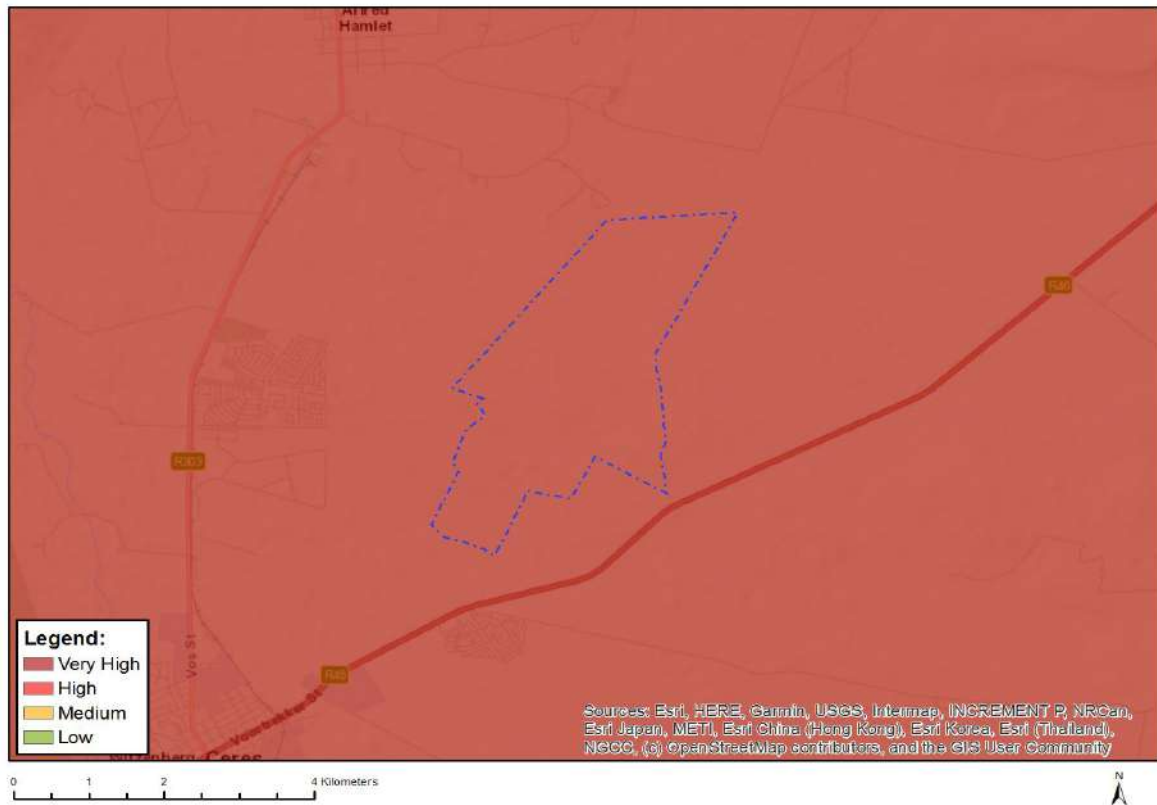 Alfred
Hamlet
R46
R303
Vos St
R46
Voortrekker St
Witzenberg Ceres
Legend:
Very High
High
Medium
Low
Sources: Esri, HERE, Garmin, USGS, Intermap, INCREMENT P, NRCan,
Esri Japan, METI, Esri China (Hong Kong), Esri Korea, Esri (Thailand),
NGCC, (c) OpenStreetMap contributors, and the GIS User Community
0 1 2 4 Kilometers
N